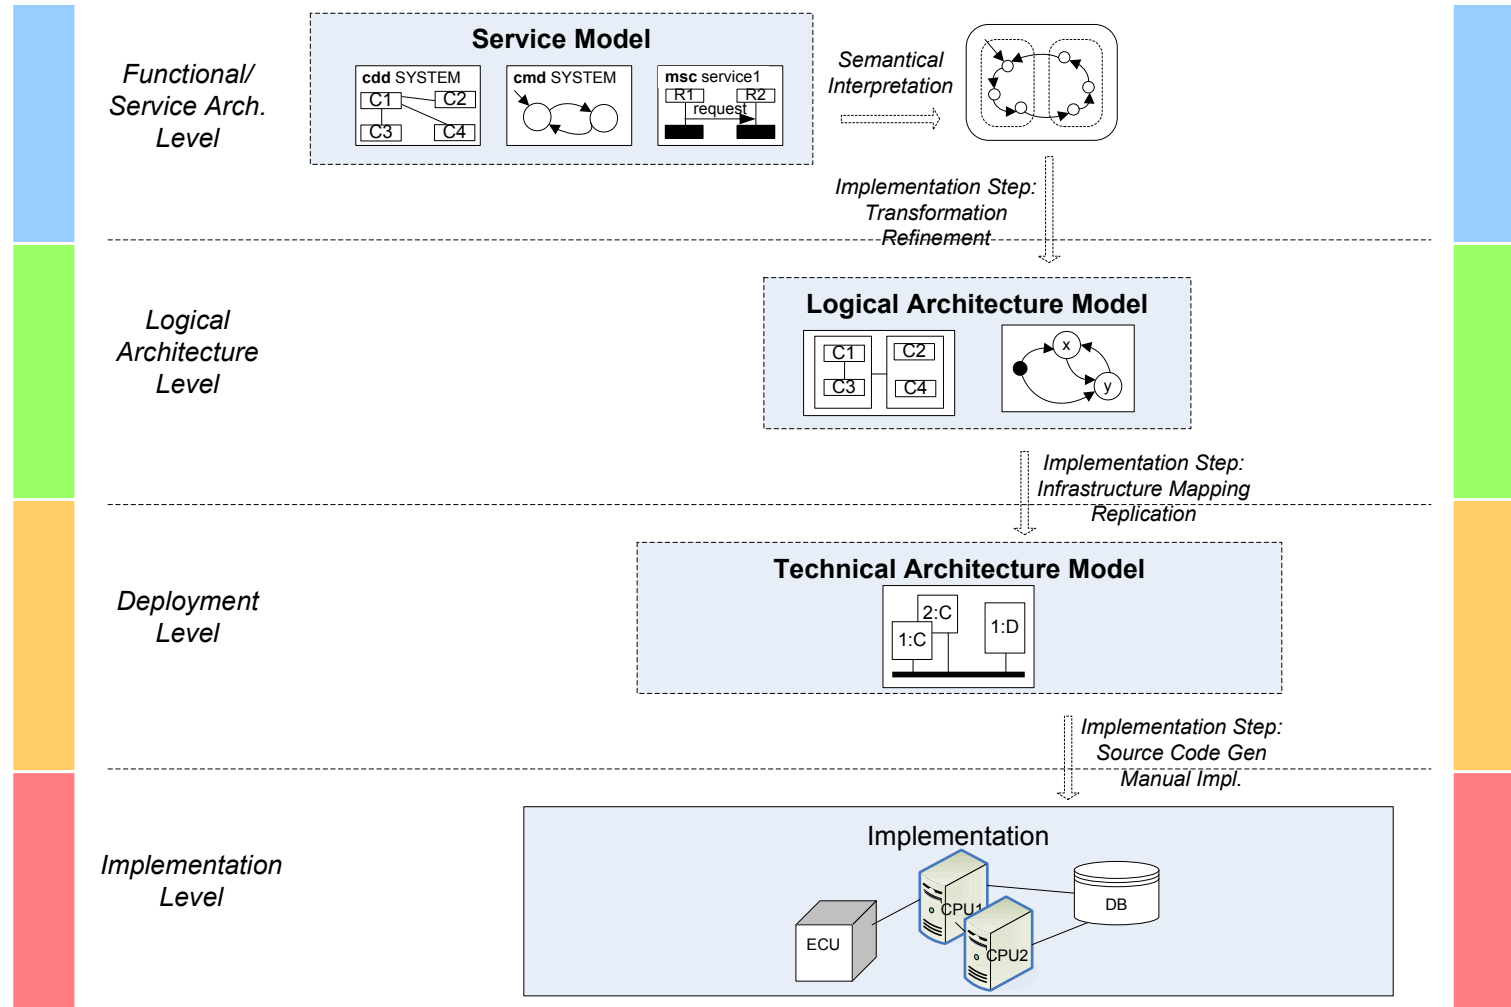 Functional/
Service Arch.
Level
Service Model
cdd SYSTEM
C1
C2
C3
C4
cmd SYSTEM
msc service1
R1
R2
request
Semantical
Interpretation
Implementation Step:
Transformation
Refinement
Logical
Architecture
Level
Logical Architecture Model
C1
C2
C3
C4
x
y
Implementation Step:
Infrastructure Mapping
Replication
Deployment
Level
Technical Architecture Model
2:C
1:C
1:D
Implementation Step:
Source Code Gen
Manual Impl.
Implementation
Level
Implementation
ECU
CPU1
CPU2
DB